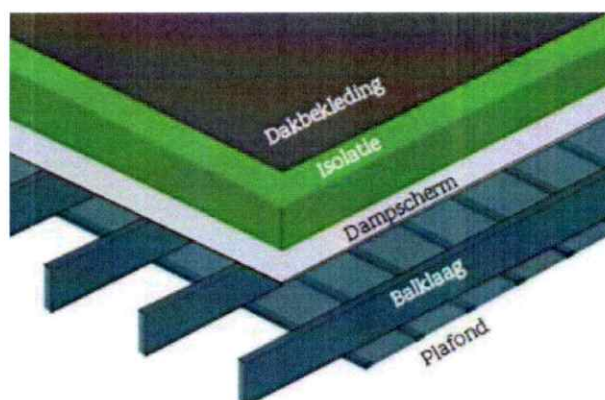 Dakbekleding
Isolatie
Dampscherm
Balklaag
Plafond